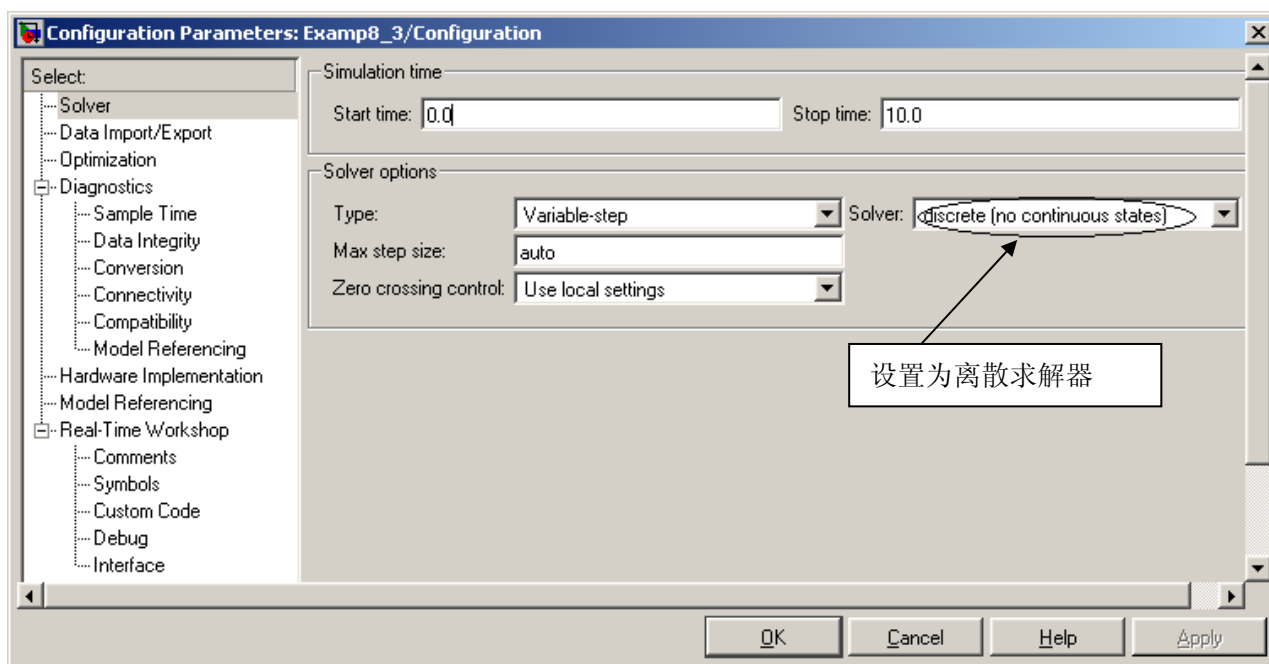 Configuration Parameters: Examp8_3/Configuration
Select:
Solver
Data Import/Export
Optimization
Diagnostics
Sample Time
Data Integrity
Conversion
Connectivity
Compatibility
Model Referencing
Hardware Implementation
Model Referencing
Real-Time Workshop
Comments
Symbols
Custom Code
Debug
Interface
Simulation time
Start time: 0.0 Stop time: 10.0
Solver options
Type: Variable-step Solver: discrete (no continuous states)
Max step size: auto
Zero crossing control: Use local settings
设置为离散求解器
OK Cancel Help Apply